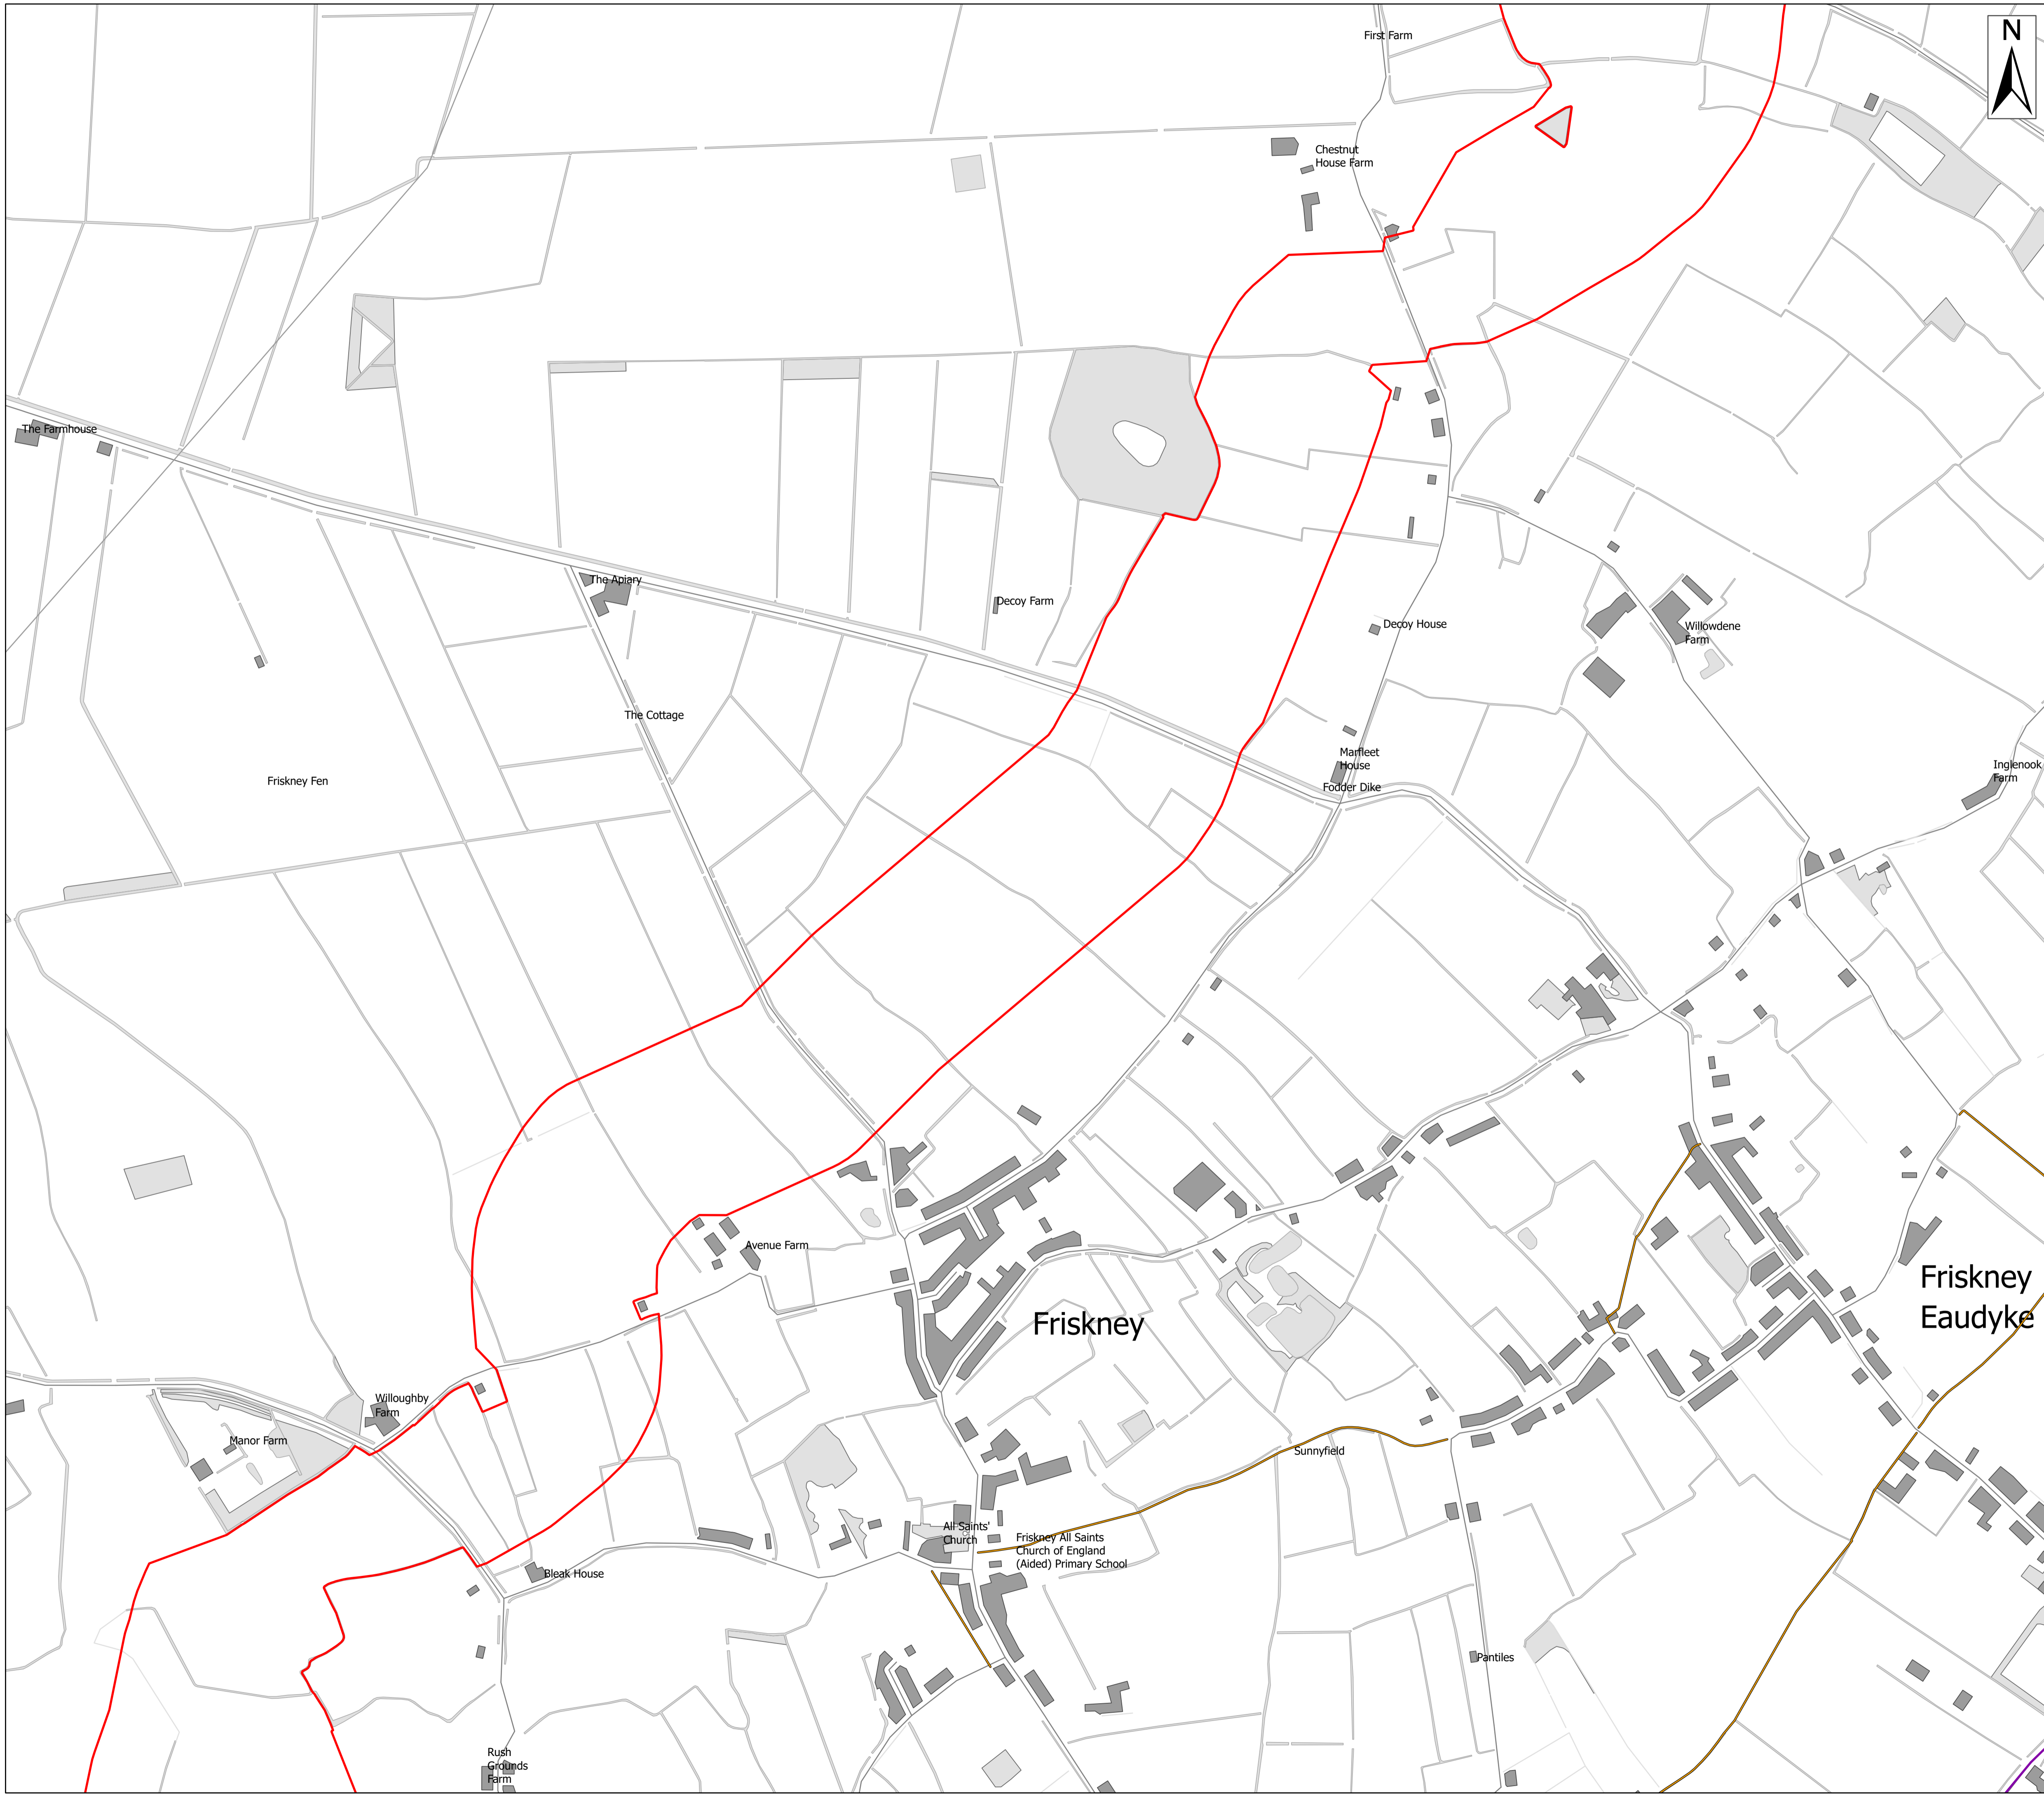 First Farm
N
Chestnut
House Farm
The Farmhouse
The Apiary
Decoy Farm
Decoy House
Willowdene
Farm
The Cottage
Marfleet
House
Fodder Dike
Inglenook
Farm
Friskney Fen
Avenue Farm
Friskney
Friskney
Eaudyke
Willoughby
Farm
Manor Farm
Sunnyfield
All Saints'
Church
Friskney All Saints
Church of England
(Aided) Primary School
Bleak House
Pantiles
Rush
Grounds
Farm